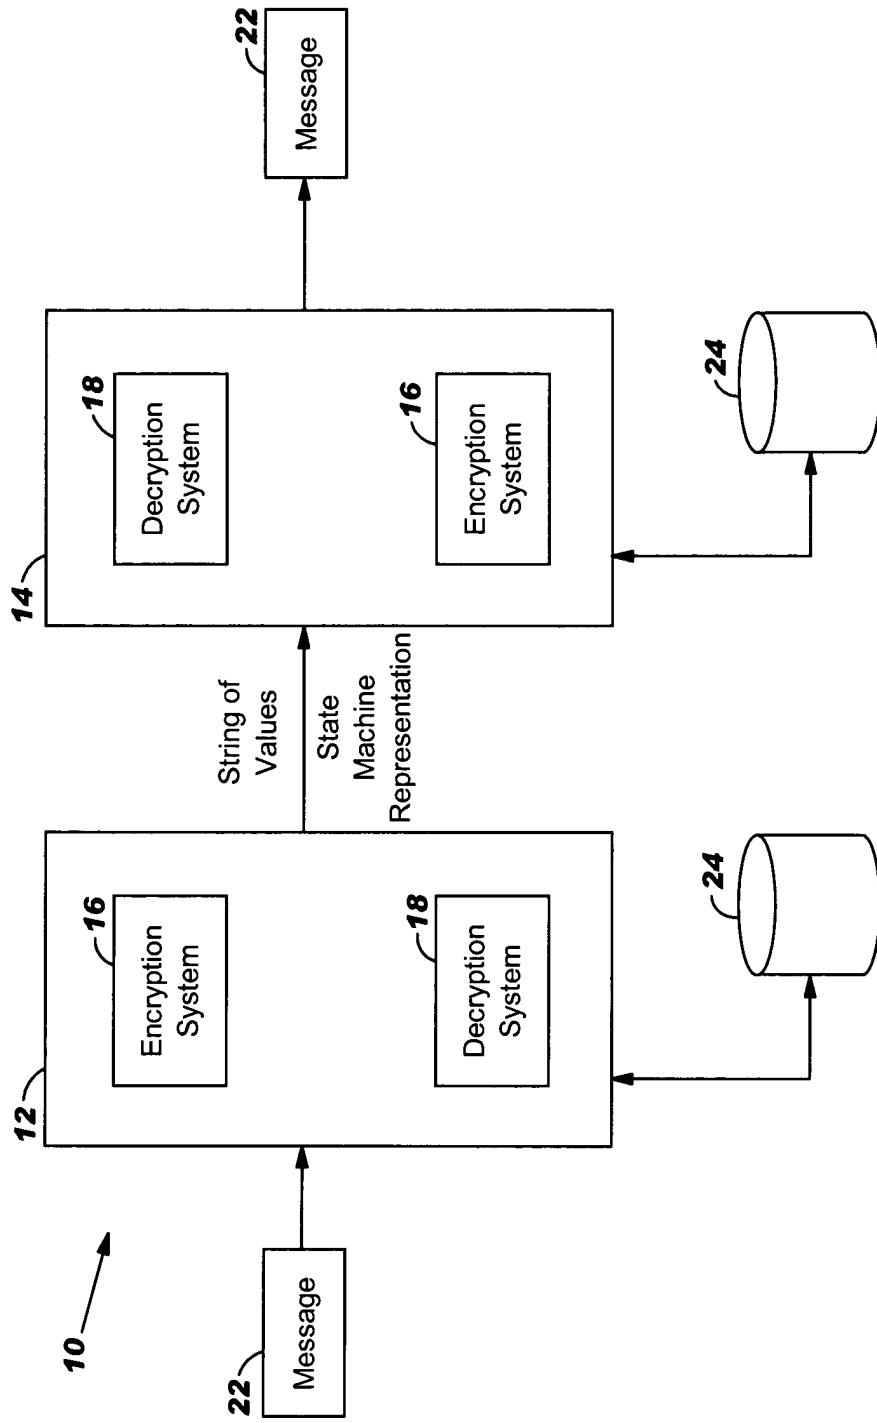 10
22
Message
12
16
Encryption
System
18
Decryption
System
24
String of
Values
State
Machine
Representation
14
18
Decryption
System
16
Encryption
System
24
22
Message